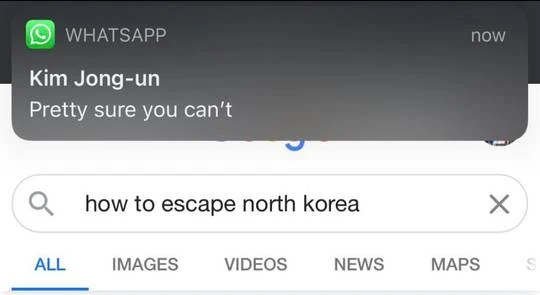 WHATSAPP now
Kim Jong-un
Pretty sure you can't
how to escape north korea
ALL IMAGES VIDEOS NEWS MAPS S